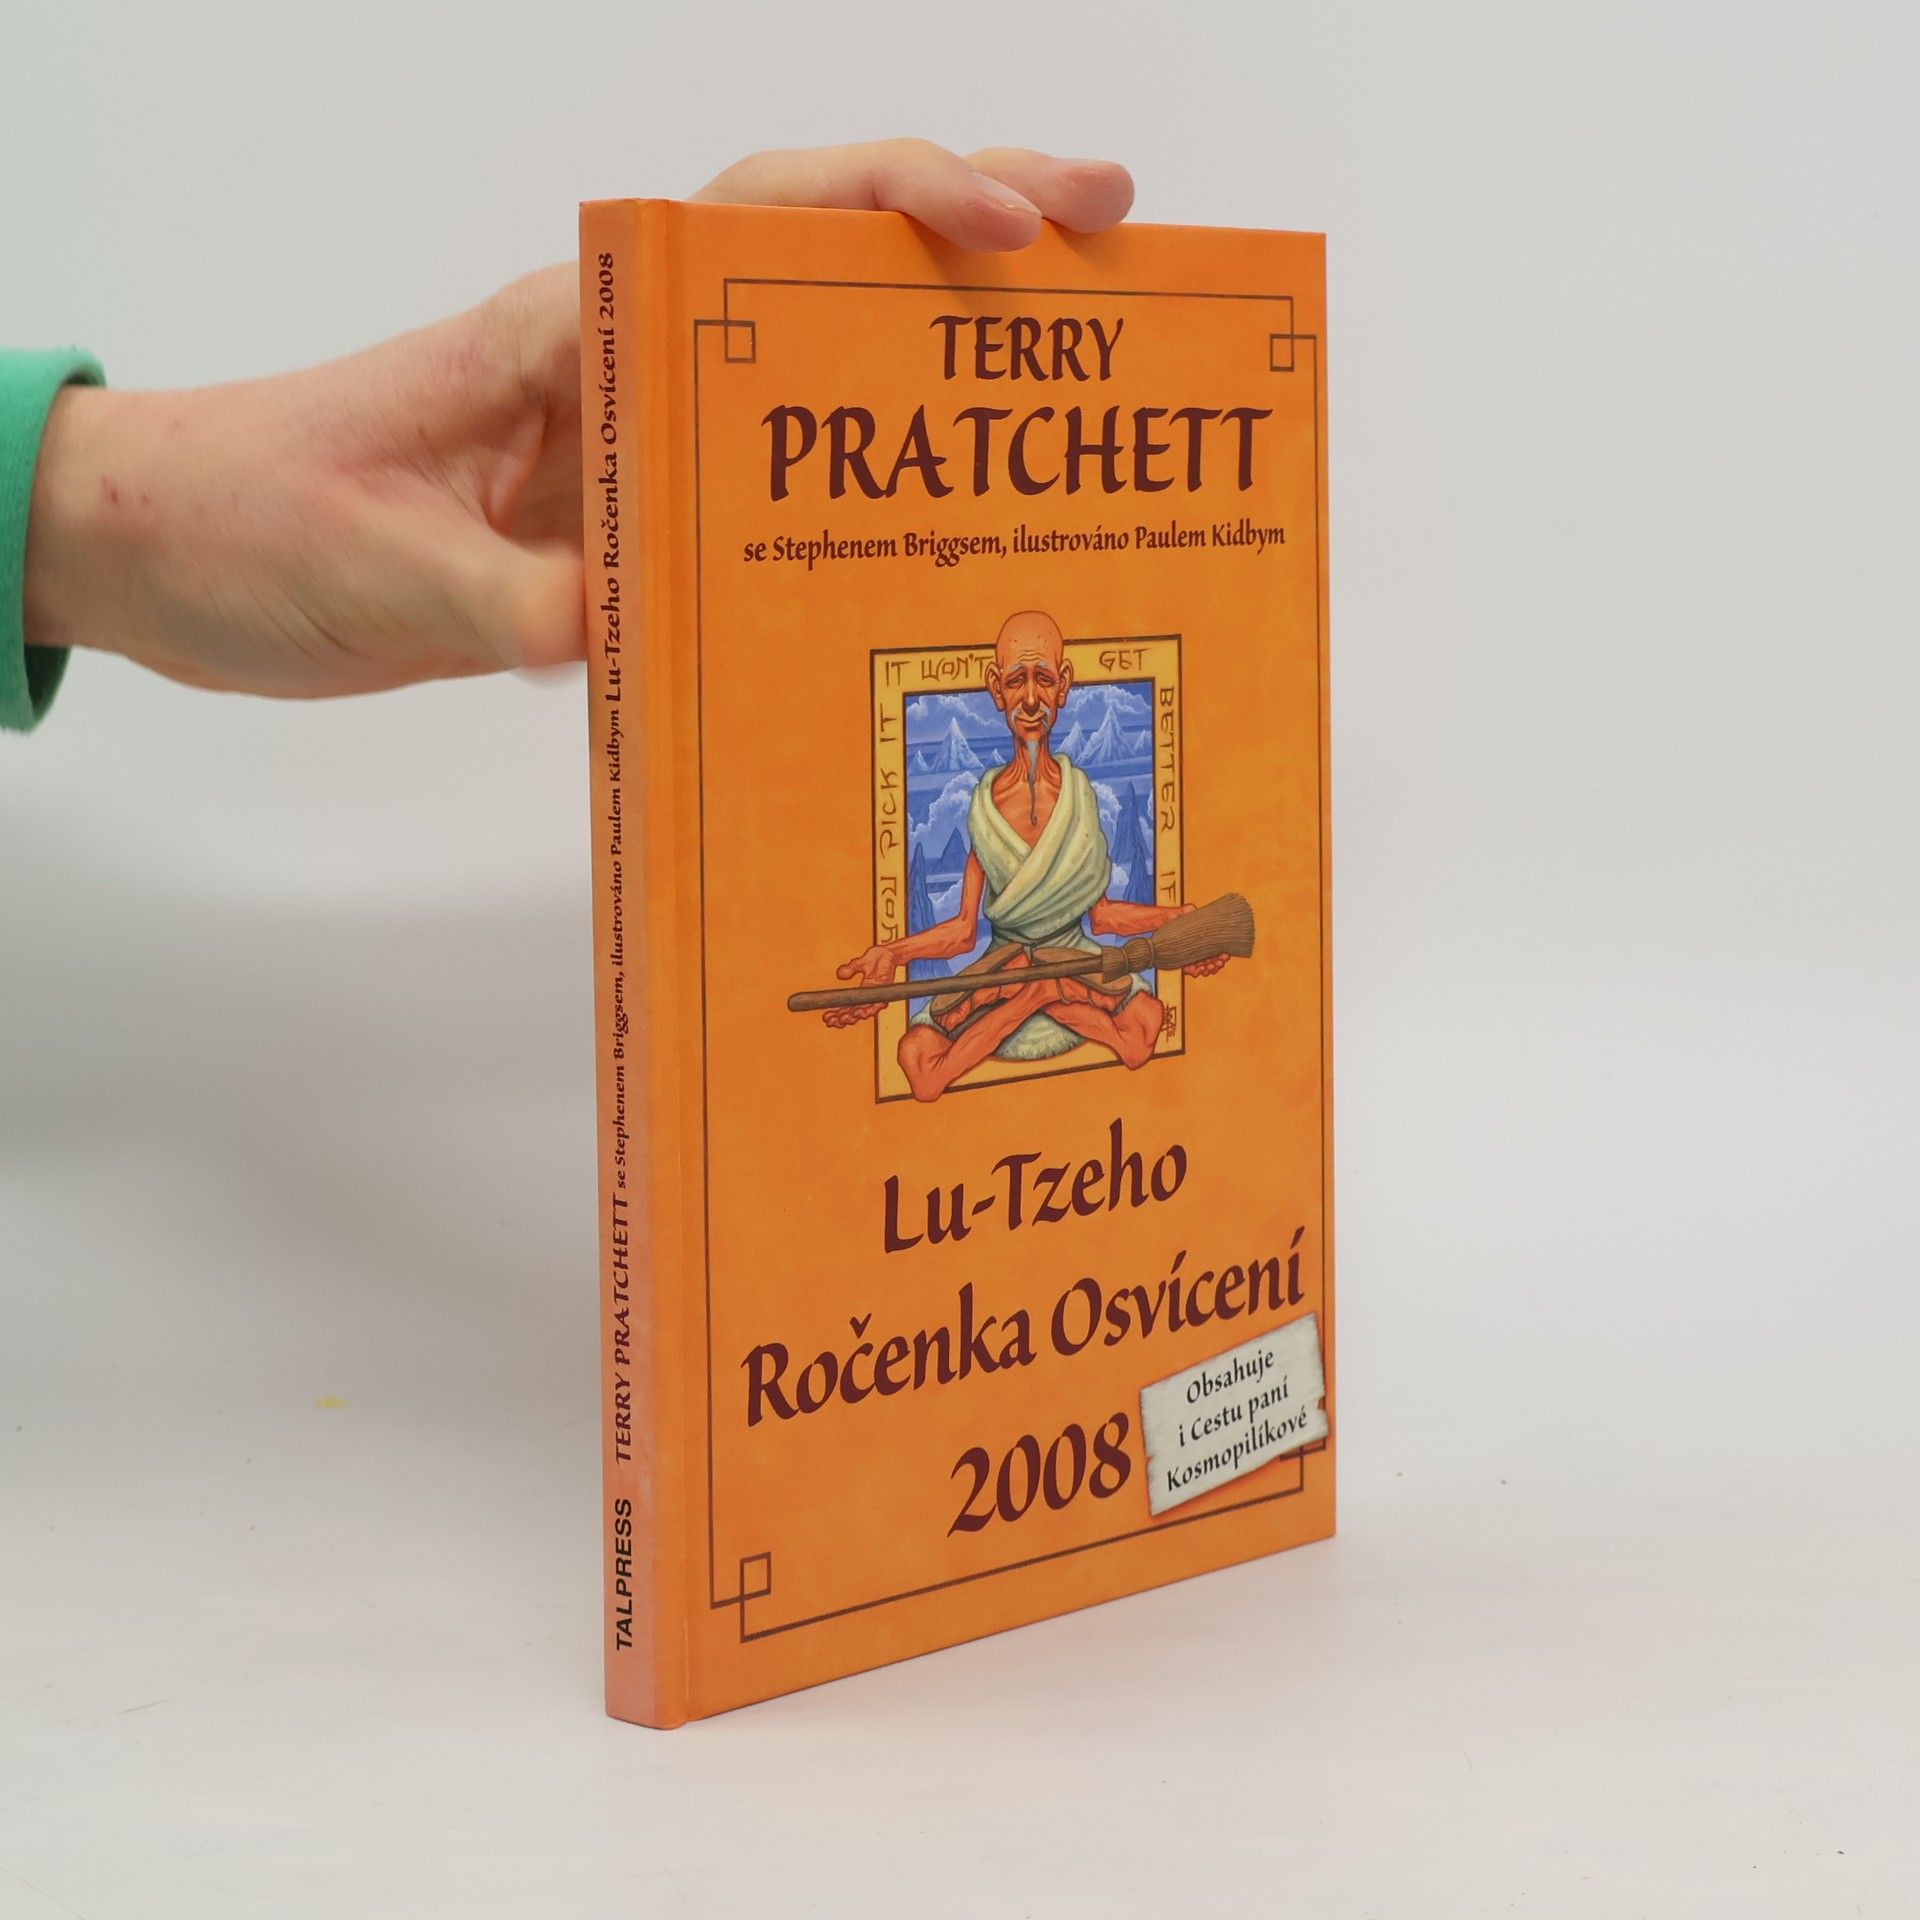 TERRY
PRATCHETT
se Stephenem Briggsem, ilustrováno Paulem Kidbym
IT WON'T GET
BETTER IF
YOU PICK IT
Lu-Tzeho
Ročenka Osvícení
2008
Obsahuje
i Cestu paní
Kosmopilíkové
TALPRESS TERRY PRATCHETT se Stephenem Briggsem, ilustrováno Paulem Kidbym Lu-Tzeho Ročenka Osvícení 2008